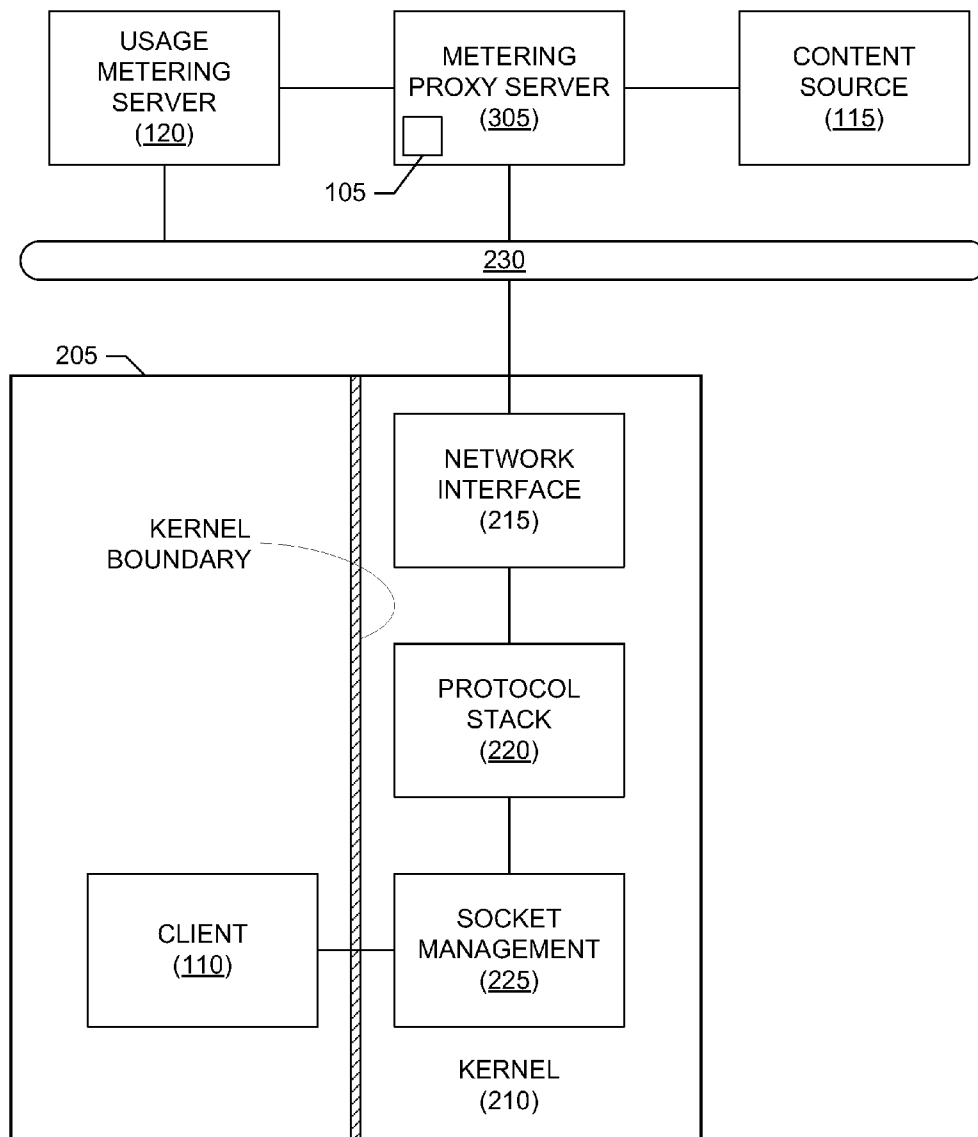 USAGE
METERING
SERVER
(120)
METERING
PROXY SERVER
(305)
CONTENT
SOURCE
(115)
105
230
205
NETWORK
INTERFACE
(215)
KERNEL
BOUNDARY
PROTOCOL
STACK
(220)
CLIENT
(110)
SOCKET
MANAGEMENT
(225)
KERNEL
(210)